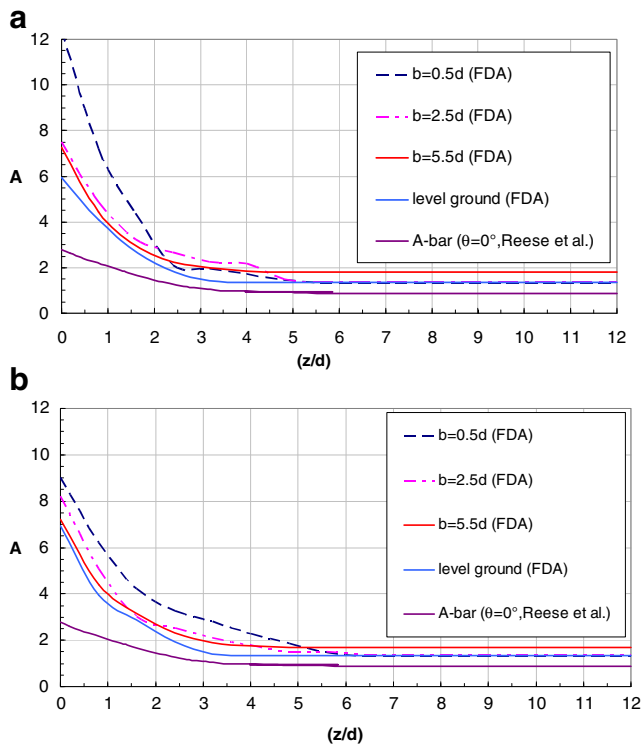 a
12
10
8
6
4
2
0
A
b=0.5d (FDA)
b=2.5d (FDA)
b=5.5d (FDA)
level ground (FDA)
A-bar (θ=0°,Reese et al.)
0 1 2 3 4 5 6 7 8 9 10 11 12
(z/d)
b
12
10
8
6
4
2
0
A
b=0.5d (FDA)
b=2.5d (FDA)
b=5.5d (FDA)
level ground (FDA)
A-bar (θ=0°,Reese et al.)
0 1 2 3 4 5 6 7 8 9 10 11 12
(z/d)